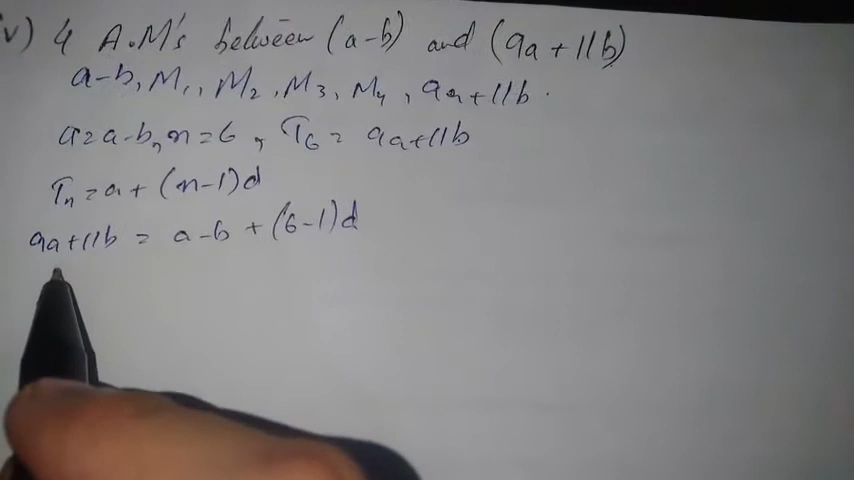 v) 4 A.M's between (a-b) and (9a + 11b)
a-b, M1, M2, M3, M4, 9a + 11b.
a = a-b, n = 6, T6 = 9a+11b
Tn = a + (n-1)d
9a+11b = a-b + (6-1)d